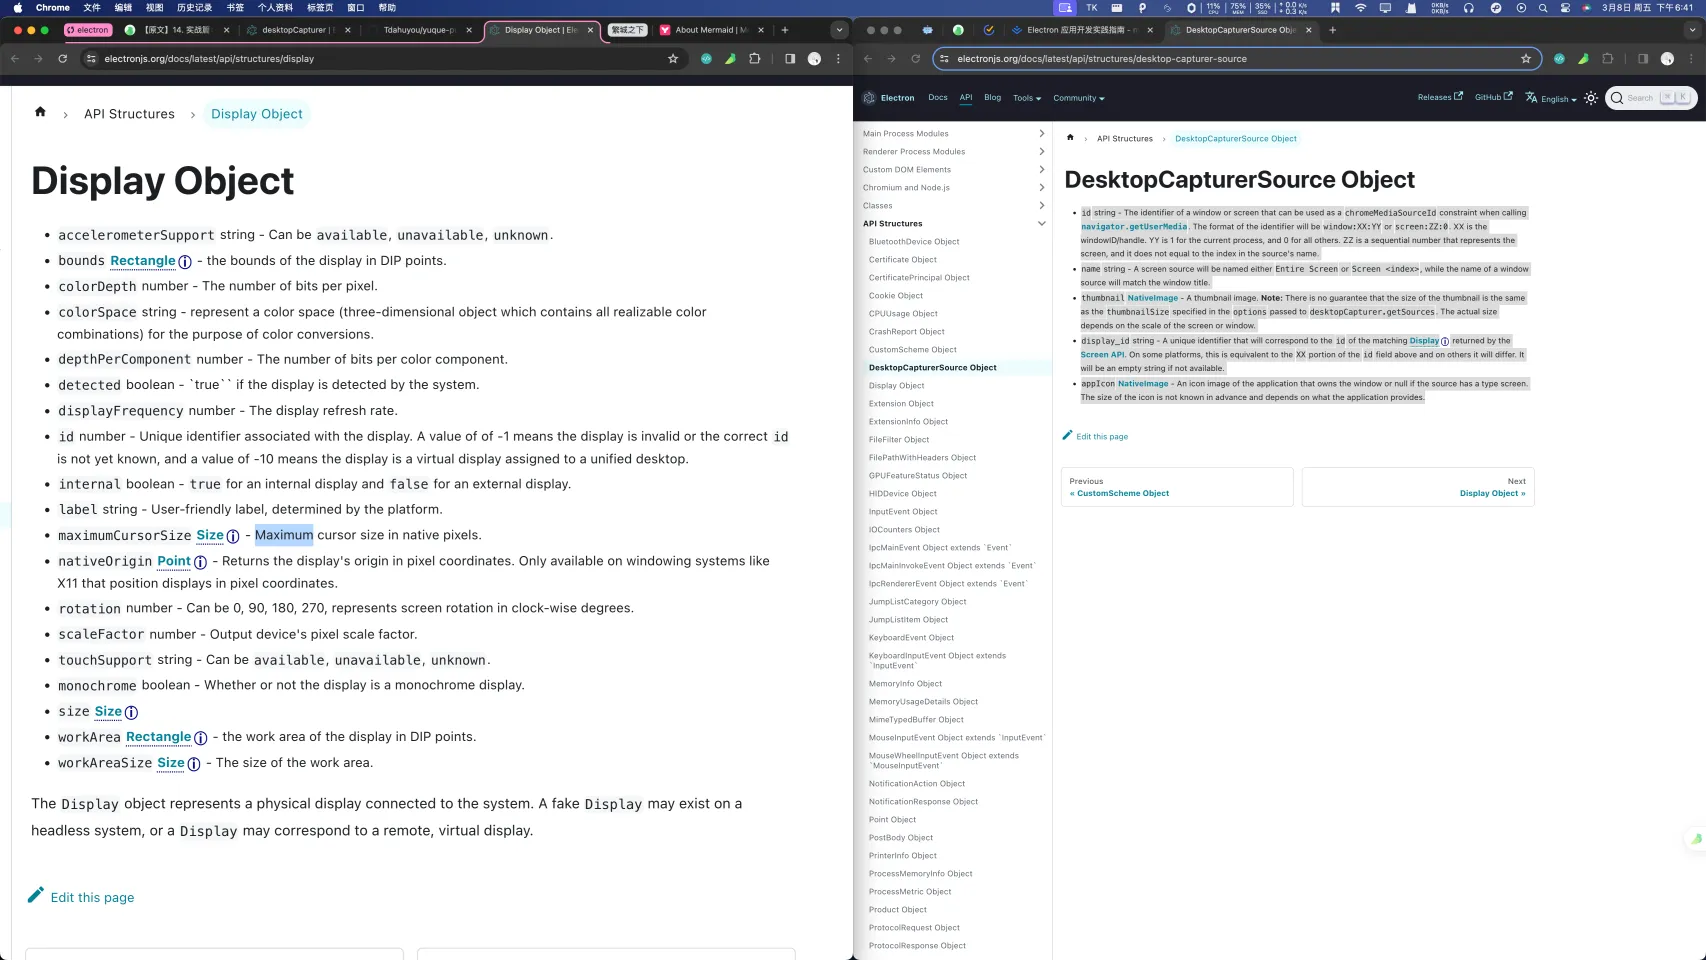 Chrome 文件 编辑 视图 历史记录 书签 个人资料 标签页 窗口 帮助
TK 11% CPU 75% MEM 35% SSD 0KB/s 0KB/s 3月8日 周五 下午6:41
electron 【原文】14. 实战篇 desktopCapturer | Tdahuyou/yuque-p Display Object | Ele 繁城之下 About Mermaid | M
electronjs.org/docs/latest/api/structures/display
API Structures Display Object
Display Object
accelerometerSupport string - Can be available, unavailable, unknown.
bounds Rectangle - the bounds of the display in DIP points.
colorDepth number - The number of bits per pixel.
colorSpace string - represent a color space (three-dimensional object which contains all realizable color
combinations) for the purpose of color conversions.
depthPerComponent number - The number of bits per color component.
detected boolean - `true`` if the display is detected by the system.
displayFrequency number - The display refresh rate.
id number - Unique identifier associated with the display. A value of of -1 means the display is invalid or the correct id
is not yet known, and a value of -10 means the display is a virtual display assigned to a unified desktop.
internal boolean - true for an internal display and false for an external display.
label string - User-friendly label, determined by the platform.
maximumCursorSize Size - Maximum cursor size in native pixels.
nativeOrigin Point - Returns the display's origin in pixel coordinates. Only available on windowing systems like
X11 that position displays in pixel coordinates.
rotation number - Can be 0, 90, 180, 270, represents screen rotation in clock-wise degrees.
scaleFactor number - Output device's pixel scale factor.
touchSupport string - Can be available, unavailable, unknown.
monochrome boolean - Whether or not the display is a monochrome display.
size Size
workArea Rectangle - the work area of the display in DIP points.
workAreaSize Size - The size of the work area.
The Display object represents a physical display connected to the system. A fake Display may exist on a
headless system, or a Display may correspond to a remote, virtual display.
Edit this page
Electron 应用开发实践指南 - DesktopCapturerSource Obj
electronjs.org/docs/latest/api/structures/desktop-capturer-source
Electron Docs API Blog Tools Community Releases GitHub English Search K
Main Process Modules
Renderer Process Modules
Custom DOM Elements
Chromium and Node.js
Classes
API Structures
BluetoothDevice Object
Certificate Object
CertificatePrincipal Object
Cookie Object
CPUUsage Object
CrashReport Object
CustomScheme Object
DesktopCapturerSource Object
Display Object
Extension Object
ExtensionInfo Object
FileFilter Object
FilePathWithHeaders Object
GPUFeatureStatus Object
HIDDevice Object
InputEvent Object
IOCounters Object
IpcMainEvent Object extends `Event`
IpcMainInvokeEvent Object extends `Event`
IpcRendererEvent Object extends `Event`
JumpListCategory Object
JumpListItem Object
KeyboardEvent Object
KeyboardInputEvent Object extends
`InputEvent`
MemoryInfo Object
MemoryUsageDetails Object
MimeTypedBuffer Object
MouseInputEvent Object extends `InputEvent`
MouseWheelInputEvent Object extends
`MouseInputEvent`
NotificationAction Object
NotificationResponse Object
Point Object
PostBody Object
PrinterInfo Object
ProcessMemoryInfo Object
ProcessMetric Object
Product Object
ProtocolRequest Object
ProtocolResponse Object
API Structures DesktopCapturerSource Object
DesktopCapturerSource Object
id string - The identifier of a window or screen that can be used as a chromeMediaSourceId constraint when calling
navigator.getUserMedia. The format of the identifier will be window:XX:YY or screen:ZZ:0. XX is the
windowID/handle. YY is 1 for the current process, and 0 for all others. ZZ is a sequential number that represents the
screen, and it does not equal to the index in the source's name.
name string - A screen source will be named either Entire Screen or Screen <index>, while the name of a window
source will match the window title.
thumbnail NativeImage - A thumbnail image. Note: There is no guarantee that the size of the thumbnail is the same
as the thumbnailSize specified in the options passed to desktopCapturer.getSources. The actual size
depends on the scale of the screen or window.
display_id string - A unique identifier that will correspond to the id of the matching Display returned by the
Screen API. On some platforms, this is equivalent to the XX portion of the id field above and on others it will differ. It
will be an empty string if not available.
appIcon NativeImage - An icon image of the application that owns the window or null if the source has a type screen.
The size of the icon is not known in advance and depends on what the application provides.
Edit this page
Previous
« CustomScheme Object
Next
Display Object »